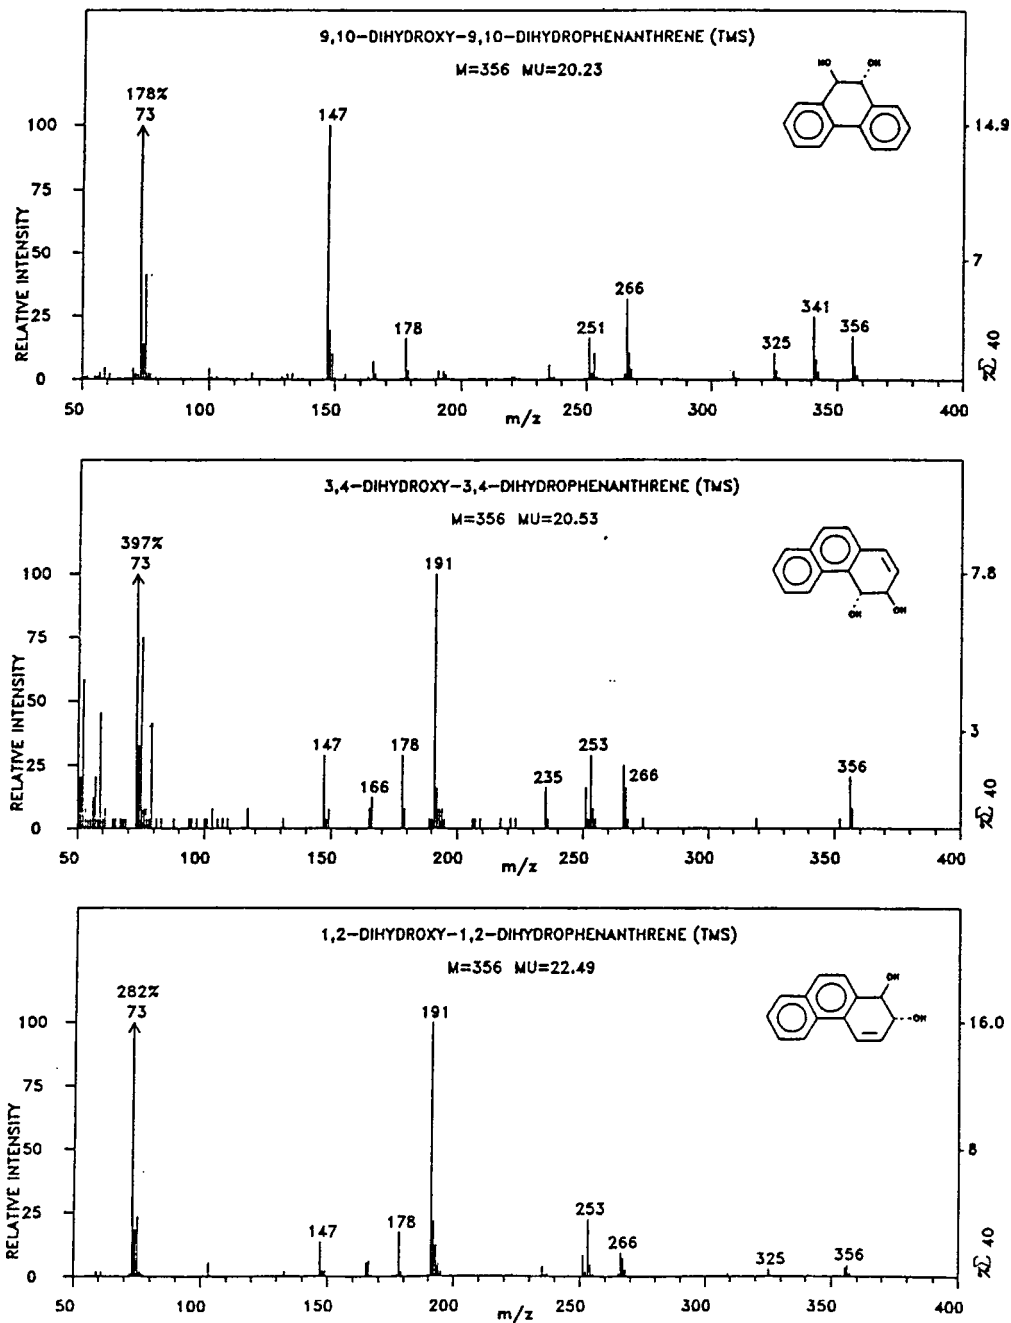 9,10-DIHYDROXY-9,10-DIHYDROPHENANTHRENE (TMS)
M=356 MU=20.23
HO
OH
178%
73
147
178
251
266
325
341
356
RELATIVE INTENSITY
100
75
50
25
0
14.9
7
%Σ 40
50 100 150 200 250 300 350 400
m/z
3,4-DIHYDROXY-3,4-DIHYDROPHENANTHRENE (TMS)
M=356 MU=20.53
OH
OH
397%
73
147
166
178
191
235
253
266
356
RELATIVE INTENSITY
100
75
50
25
0
7.8
3
%Σ 40
50 100 150 200 250 300 350 400
m/z
1,2-DIHYDROXY-1,2-DIHYDROPHENANTHRENE (TMS)
M=356 MU=22.49
OH
OH
282%
73
147
178
191
253
266
325
356
RELATIVE INTENSITY
100
75
50
25
0
16.0
8
%Σ 40
50 100 150 200 250 300 350 400
m/z